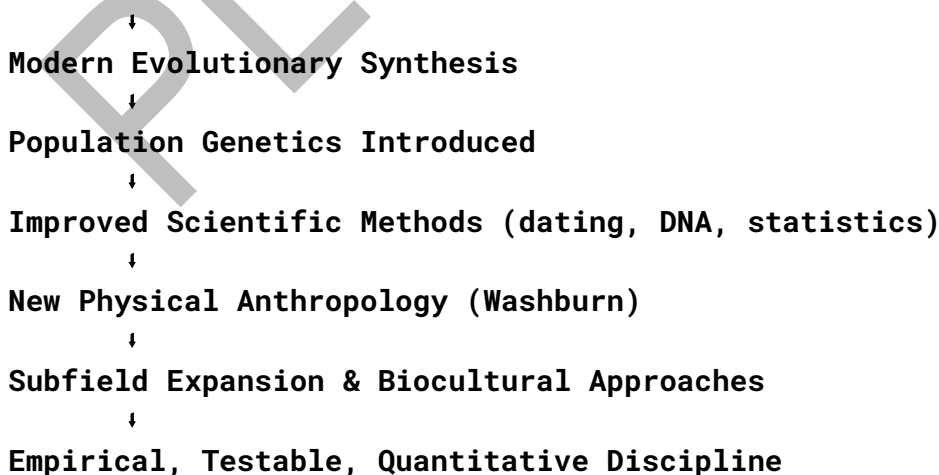 ↓
Modern Evolutionary Synthesis
↓
Population Genetics Introduced
↓
Improved Scientific Methods (dating, DNA, statistics)
↓
New Physical Anthropology (Washburn)
↓
Subfield Expansion & Biocultural Approaches
↓
Empirical, Testable, Quantitative Discipline